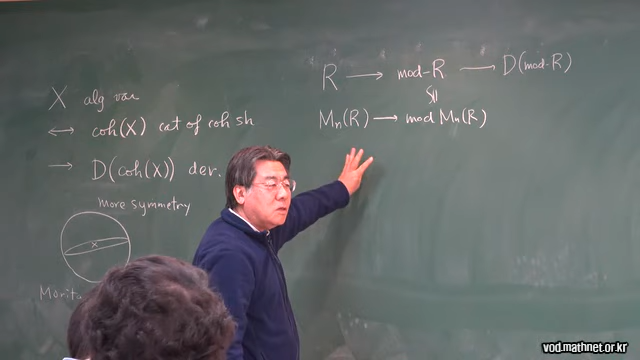 X alg var
↔ coh(X) cat of coh sh
→ D(coh(X)) der.
more symmetry
x
R → mod-R → D(mod-R)
≅
Mn(R) → mod Mn(R)
vod.mathnet.or.kr